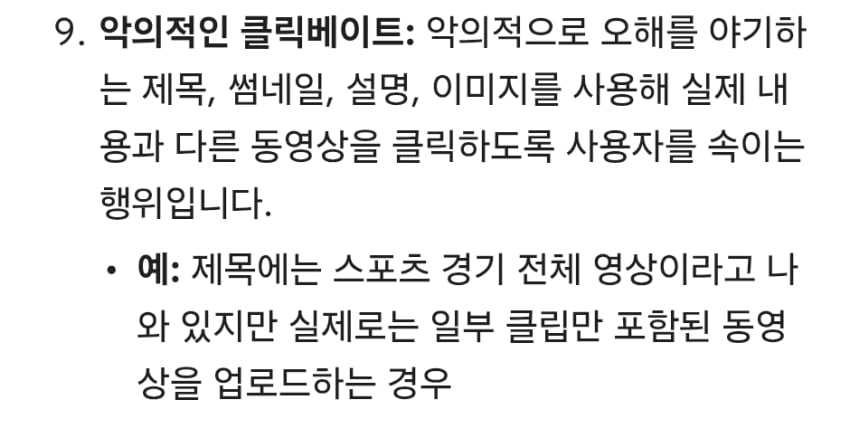 9. 악의적인 클릭베이트: 악의적으로 오해를 야기하
는 제목, 썸네일, 설명, 이미지를 사용해 실제 내
용과 다른 동영상을 클릭하도록 사용자를 속이는
행위입니다.
• 예: 제목에는 스포츠 경기 전체 영상이라고 나
와 있지만 실제로는 일부 클립만 포함된 동영
상을 업로드하는 경우